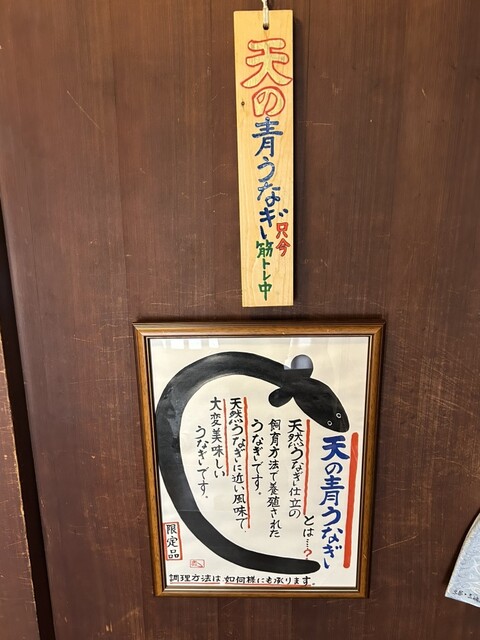 天の青うなぎ
只今
筋トレ中
天の青うなぎ
とは…?
天然うなぎ仕立の
飼育方法で養殖された
うなぎです。
天然うなぎに近い風味で
大変美味しい
うなぎです。
限定品
調理方法は如何様にも承ります。